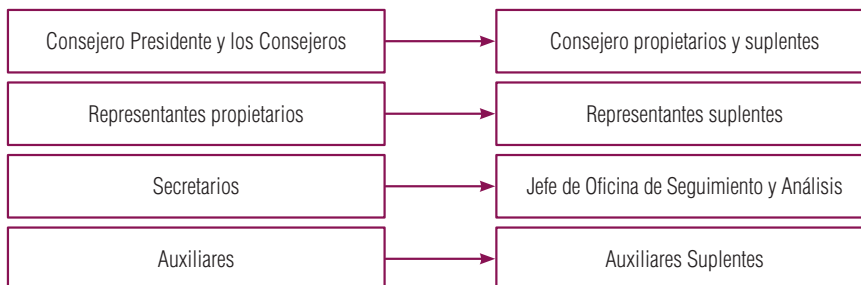 Consejero Presidente y los Consejeros
Consejero propietarios y suplentes
Representantes propietarios
Representantes suplentes
Secretarios
Jefe de Oficina de Seguimiento y Análisis
Auxiliares
Auxiliares Suplentes